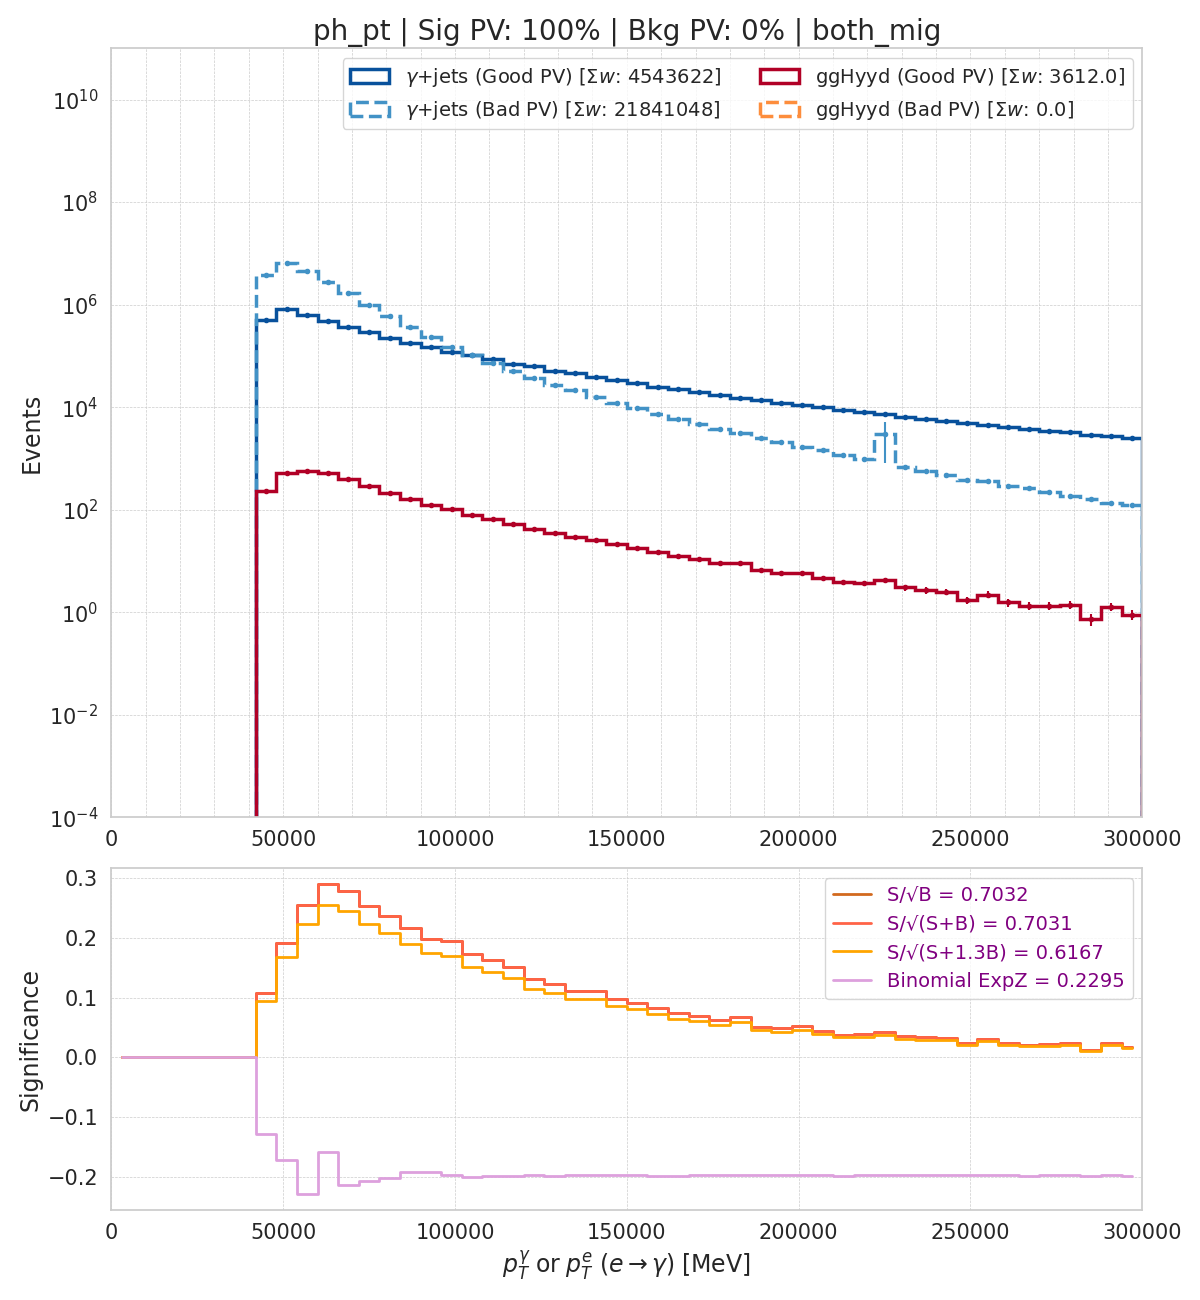 ph_pt | Sig PV: 100% | Bkg PV: 0% | both_mig
γ+jets (Good PV) [Σw: 4543622]
γ+jets (Bad PV) [Σw: 21841048]
ggHyyd (Good PV) [Σw: 3612.0]
ggHyyd (Bad PV) [Σw: 0.0]
Events
10^10
10^8
10^6
10^4
10^2
10^0
10^−2
10^−4
0 50000 100000 150000 200000 250000 300000
Significance
0.3
0.2
0.1
0.0
−0.1
−0.2
S/√B = 0.7032
S/√(S+B) = 0.7031
S/√(S+1.3B) = 0.6167
Binomial ExpZ = 0.2295
0 50000 100000 150000 200000 250000 300000
p_T^γ or p_T^e (e→γ) [MeV]